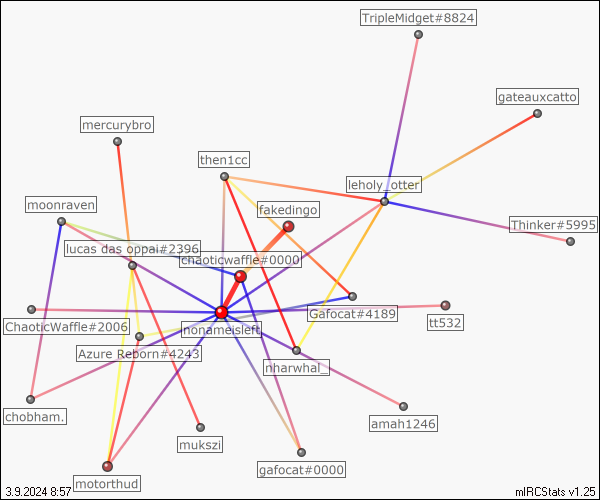 TripleMidget#8824
gateauxcatto
mercurybro
then1cc
leholy_otter
moonraven
fakedingo
Thinker#5995
lucas das oppai#2396
chaoticwaffle#0000
ChaoticWaffle#2006
nonameisleft
Gafocat#4189
tt532
Azure Reborn#4243
nharwhal_
chobham.
amah1246
mukszi
gafocat#0000
motorthud
3.9.2024 8:57
mIRCStats v1.25